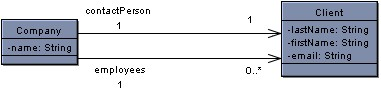 contactPerson
Client
1
1
Company
-lastName: String
-name: String
-firstName: String
-email: String
employees
0..*
1